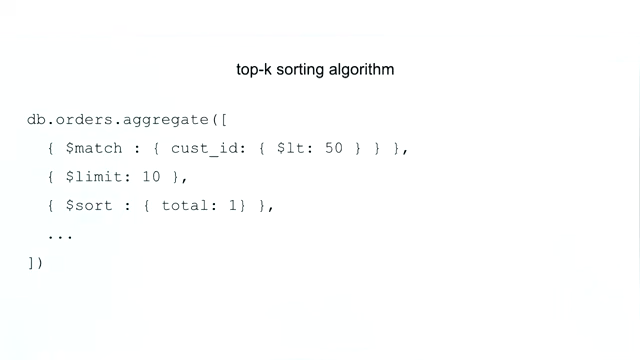 top-k sorting algorithm
db.orders.aggregate([
  { $match : { cust_id: { $lt: 50 } } },
  { $limit: 10 },
  { $sort : { total: 1} },
  ...
])